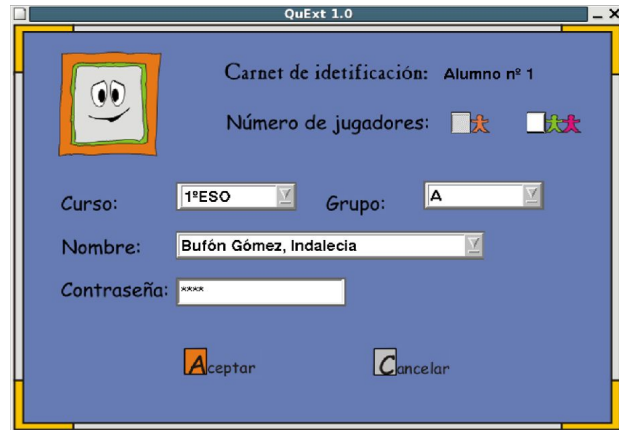 QuExt 1.0
Carnet de idetificación: Alumno nº 1
Número de jugadores:
Curso: 1ºESO Grupo: A
Nombre: Bufón Gómez, Indalecia
Contraseña: ****
Aceptar Cancelar